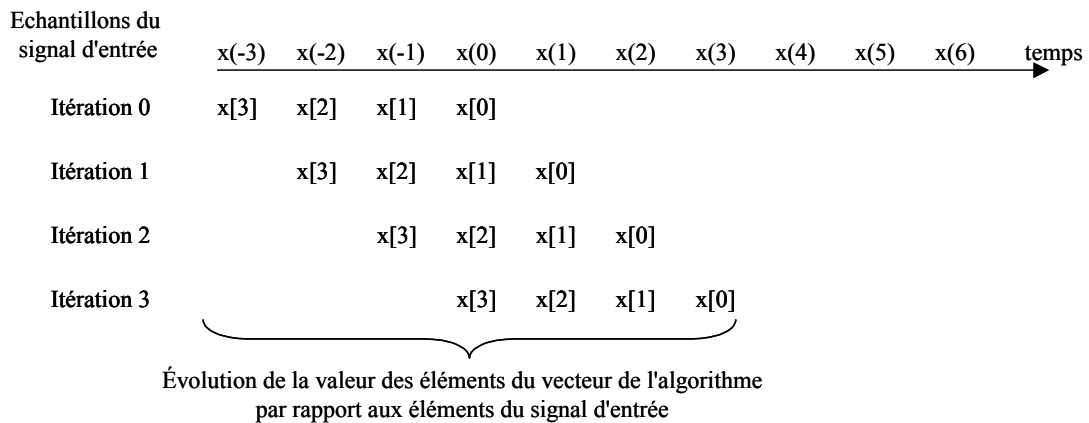 Echantillons du
signal d'entrée
x(-3) x(-2) x(-1) x(0) x(1) x(2) x(3) x(4) x(5) x(6) temps
Itération 0 x[3] x[2] x[1] x[0]
Itération 1 x[3] x[2] x[1] x[0]
Itération 2 x[3] x[2] x[1] x[0]
Itération 3 x[3] x[2] x[1] x[0]
Évolution de la valeur des éléments du vecteur de l'algorithme
par rapport aux éléments du signal d'entrée